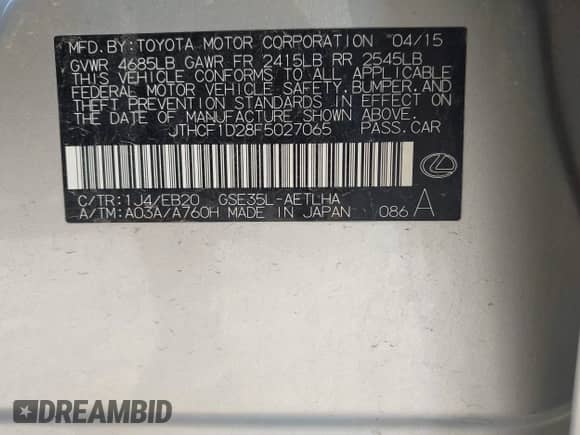 MFD.BY:TOYOTA MOTOR CORPORATION 04/15
GVWR 4685LB GAWR FR 2415LB RR 2545LB
THIS VEHICLE CONFORMS TO ALL APPLICABLE
FEDERAL MOTOR VEHICLE SAFETY,BUMPER,AND
THEFT PREVENTION STANDARDS IN EFFECT ON
THE DATE OF MANUFACTURE SHOWN ABOVE.
JTHCF1D28F5027065 PASS.CAR
C/TR:1J4/EB20 GSE35L-AETLHA
A/TM:A03A/A760H MADE IN JAPAN 086 A
DREAMBID